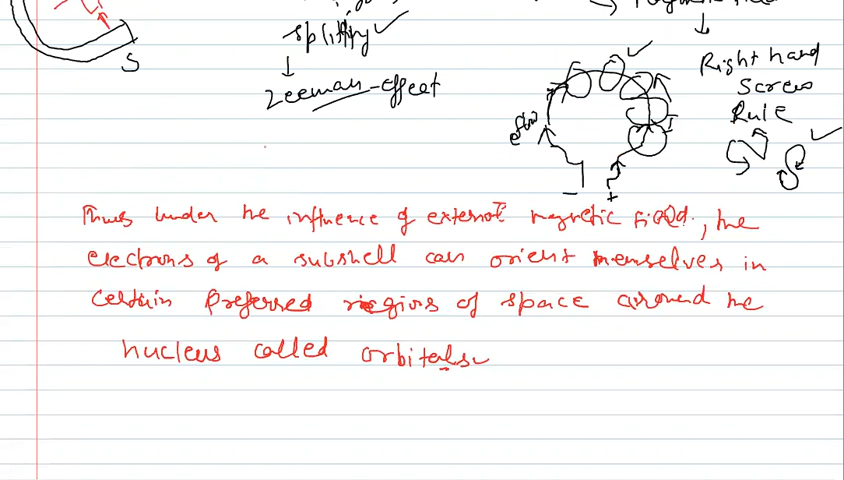 splitting
S
Zeeman-effect
Right hand
Screw
Rule
e flow
- +
Thus under the influence of external magnetic field, the
electrons of a subshell can orient themselves in
certain preferred regions of space around the
nucleus called orbitals